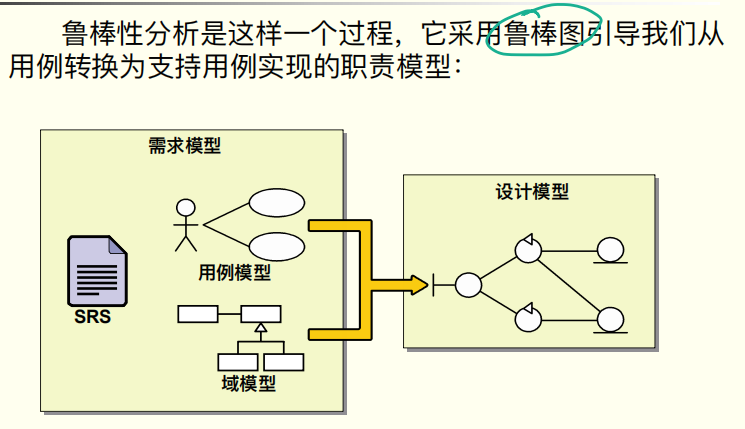 鲁棒性分析是这样一个过程，它采用鲁棒图引导我们从
用例转换为支持用例实现的职责模型：
需求模型
设计模型
用例模型
SRS
域模型